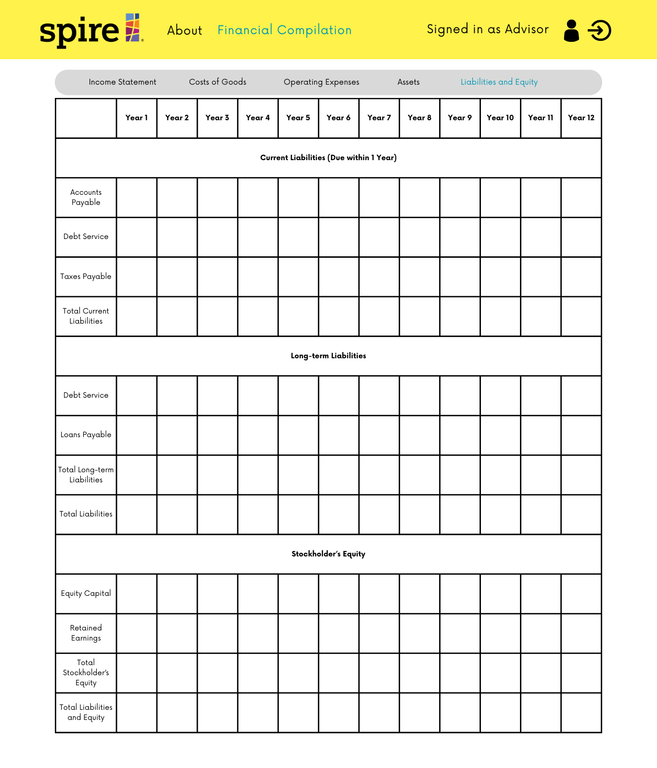 spire
About Financial Compilation Signed in as Advisor
Income Statement Costs of Goods Operating Expenses Assets Liabilities and Equity
Year 1 Year 2 Year 3 Year 4 Year 5 Year 6 Year 7 Year 8 Year 9 Year 10 Year 11 Year 12
Current Liabilities (Due within 1 Year)
Accounts
Payable
Debt Service
Taxes Payable
Total Current
Liabilities
Long-term Liabilities
Debt Service
Loans Payable
Total Long-term
Liabilities
Total Liabilities
Stockholder's Equity
Equity Capital
Retained
Earnings
Total
Stockholder's
Equity
Total Liabilities
and Equity